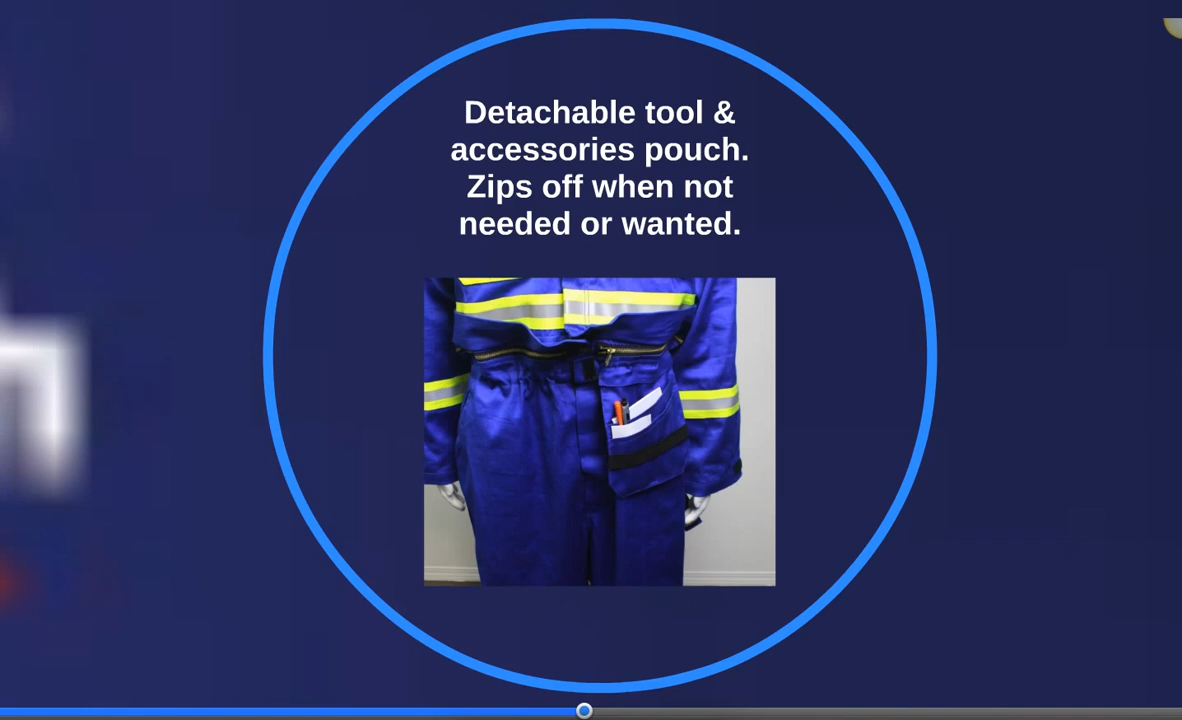 Detachable tool &
accessories pouch.
Zips off when not
needed or wanted.